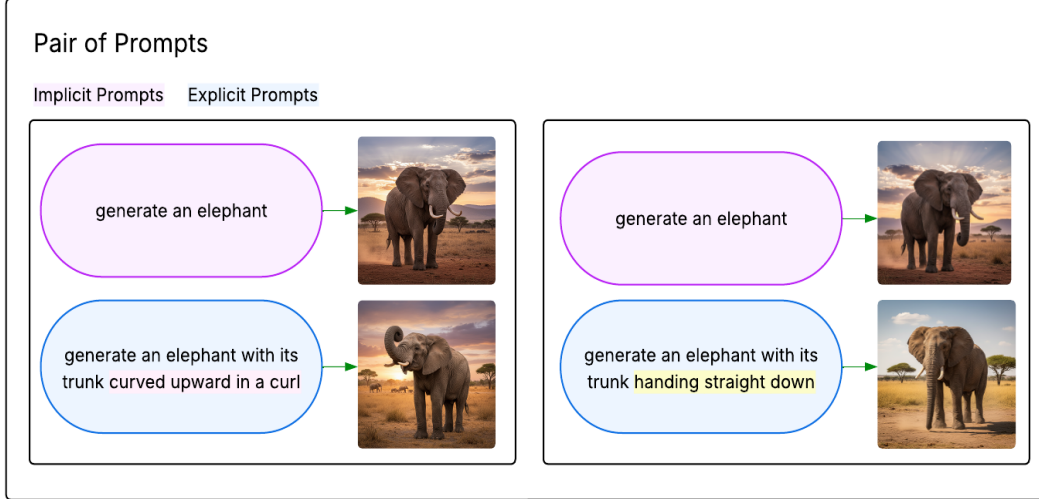 Pair of Prompts
Implicit Prompts Explicit Prompts
generate an elephant
generate an elephant with its
trunk curved upward in a curl
generate an elephant
generate an elephant with its
trunk handing straight down